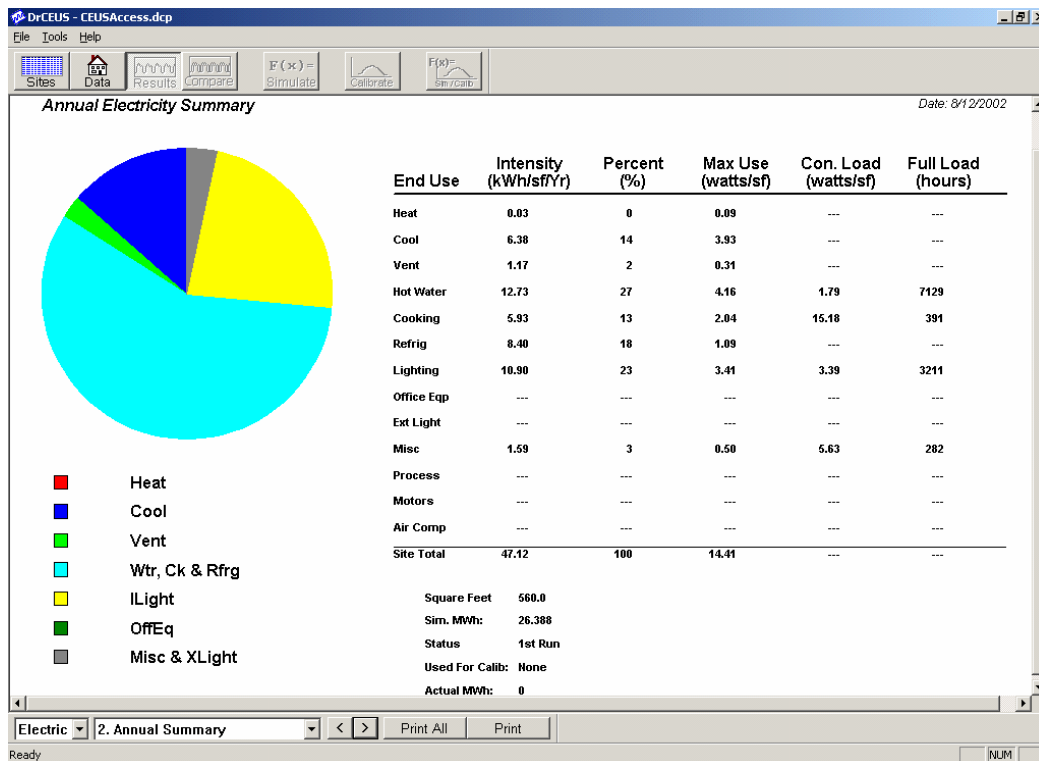 DrCEUS - CEUSAccess.dcp
File Tools Help
Sites Data Results Compare F(x)= Simulate Calibrate F(x)= Sim/Calib
Annual Electricity Summary Date: 8/12/2002
End Use Intensity (kWh/sf/Yr) Percent (%) Max Use (watts/sf) Con. Load (watts/sf) Full Load (hours)
Heat 0.03 0 0.09 --- ---
Cool 6.38 14 3.93 --- ---
Vent 1.17 2 0.31 --- ---
Hot Water 12.73 27 4.16 1.79 7129
Cooking 5.93 13 2.04 15.18 391
Refrig 8.40 18 1.09 --- ---
Lighting 10.90 23 3.41 3.39 3211
Office Eqp --- --- --- --- ---
Ext Light --- --- --- --- ---
Misc 1.59 3 0.50 5.63 282
Process --- --- --- --- ---
Motors --- --- --- --- ---
Air Comp --- --- --- --- ---
Site Total 47.12 100 14.41 --- ---
Heat
Cool
Vent
Wtr, Ck & Rfrg
ILight
OffEq
Misc & XLight
Square Feet 560.0
Sim. MWh: 26.388
Status 1st Run
Used For Calib: None
Actual MWh: 0
Electric 2. Annual Summary < > Print All Print
Ready NUM